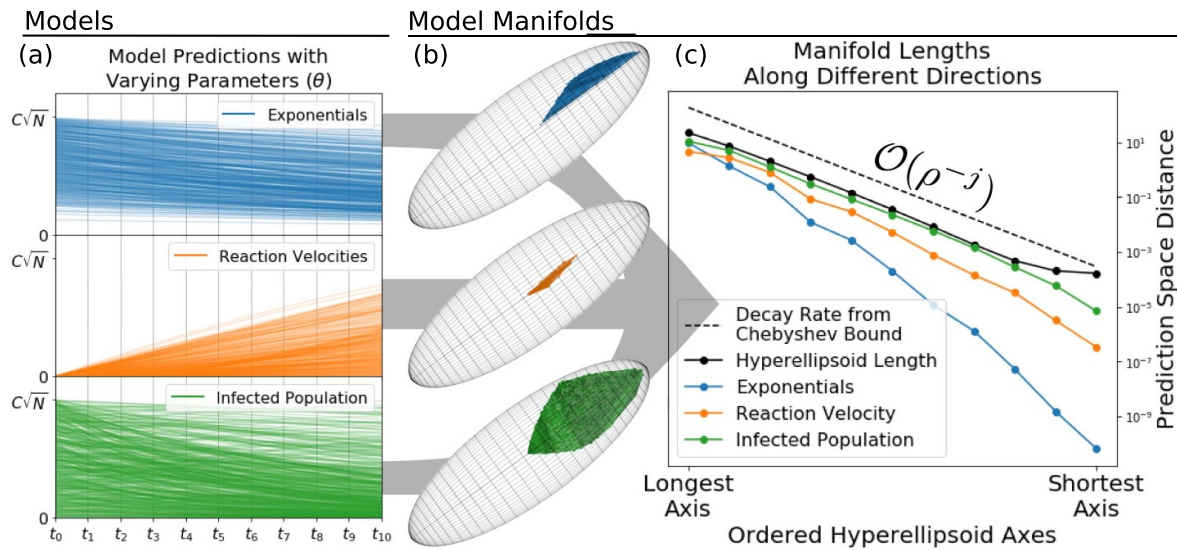 Models
Model Manifolds
(a)
Model Predictions with
Varying Parameters (θ)
C√N
Exponentials
0
C√N
Reaction Velocities
0
C√N
Infected Population
0
t₀ t₁ t₂ t₃ t₄ t₅ t₆ t₇ t₈ t₉ t₁₀
(b)
(c)
Manifold Lengths
Along Different Directions
𝒪(ρ⁻ʲ)
10¹
10⁻¹
10⁻³
10⁻⁵
10⁻⁷
10⁻⁹
Prediction Space Distance
Decay Rate from
Chebyshev Bound
Hyperellipsoid Length
Exponentials
Reaction Velocity
Infected Population
Longest
Axis
Shortest
Axis
Ordered Hyperellipsoid Axes